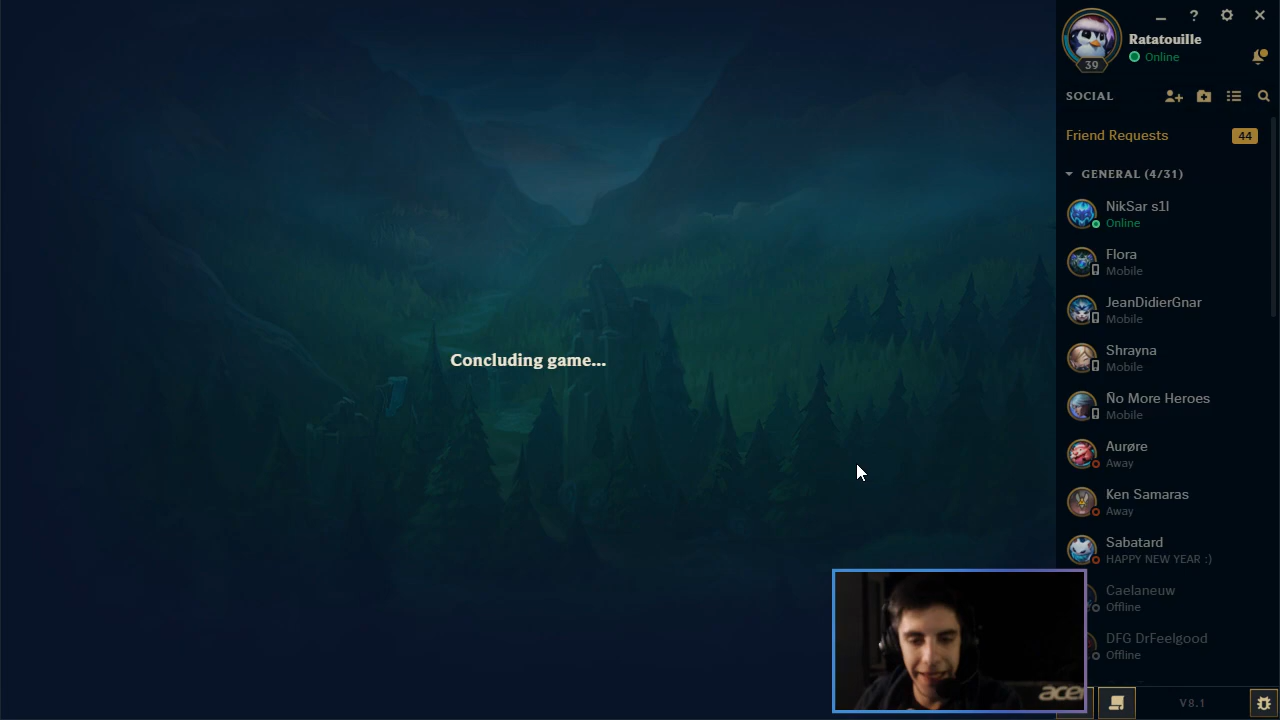 ?
Ratatouille
Online
39
SOCIAL
Friend Requests
44
GENERAL (4/31)
NikSar s1l
Online
Flora
Mobile
JeanDidierGnar
Mobile
Shrayna
Mobile
Ño More Heroes
Mobile
Aurøre
Away
Ken Samaras
Away
Sabatard
HAPPY NEW YEAR :)
Caelaneuw
Offline
DFG DrFeelgood
Offline
V8.1
Concluding game...
acer